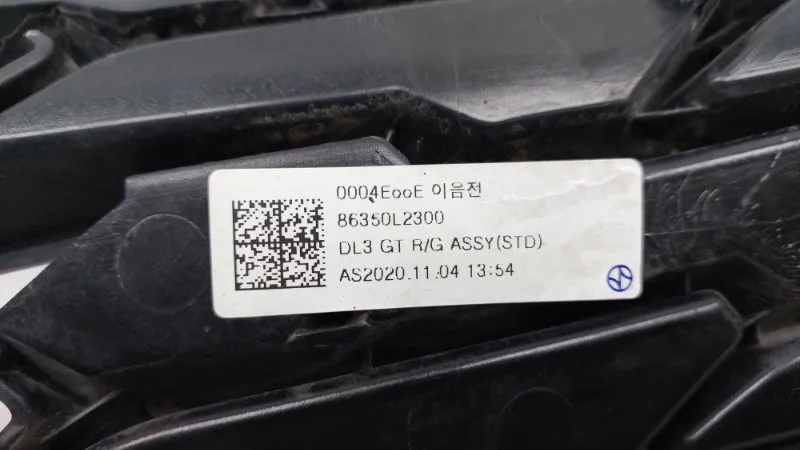 0004EooE 이음전
86350L2300
DL3 GT R/G ASSY(STD)
AS2020.11.04 13:54